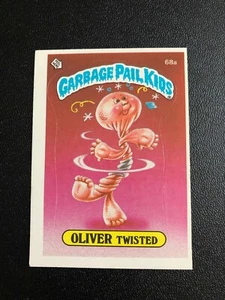 68a
GARBAGE PAIL KIDS
OLIVER TWISTED